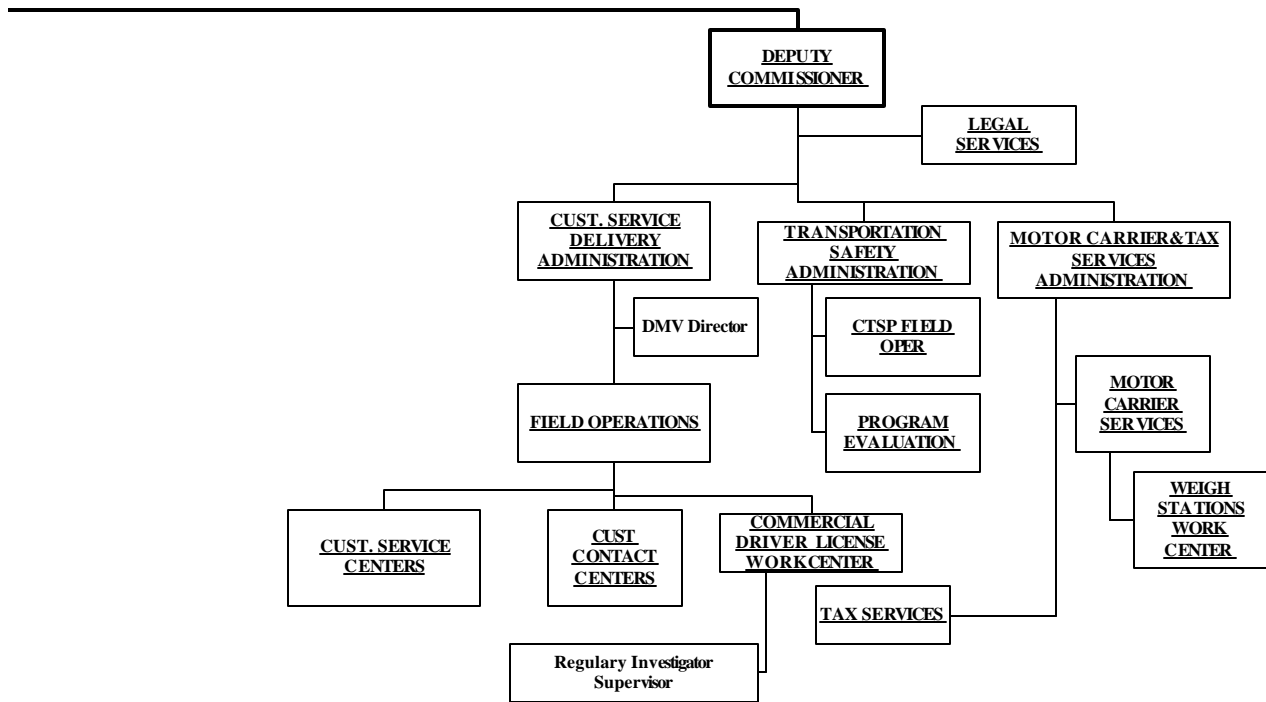 DEPUTY
COMMISSIONER
LEGAL
SERVICES
CUST. SERVICE
DELIVERY
ADMINISTRATION
TRANSPORTATION
SAFETY
ADMINISTRATION
MOTOR CARRIER&TAX
SERVICES
ADMINISTRATION
DMV Director
CTSP FIELD
OPER
FIELD OPERATIONS
PROGRAM
EVALUATION
MOTOR
CARRIER
SERVICES
WEIGH
STATIONS
WORK
CENTER
CUST. SERVICE
CENTERS
CUST
CONTACT
CENTERS
COMMERCIAL
DRIVER LICENSE
WORKCENTER
TAX SERVICES
Regulary Investigator
Supervisor